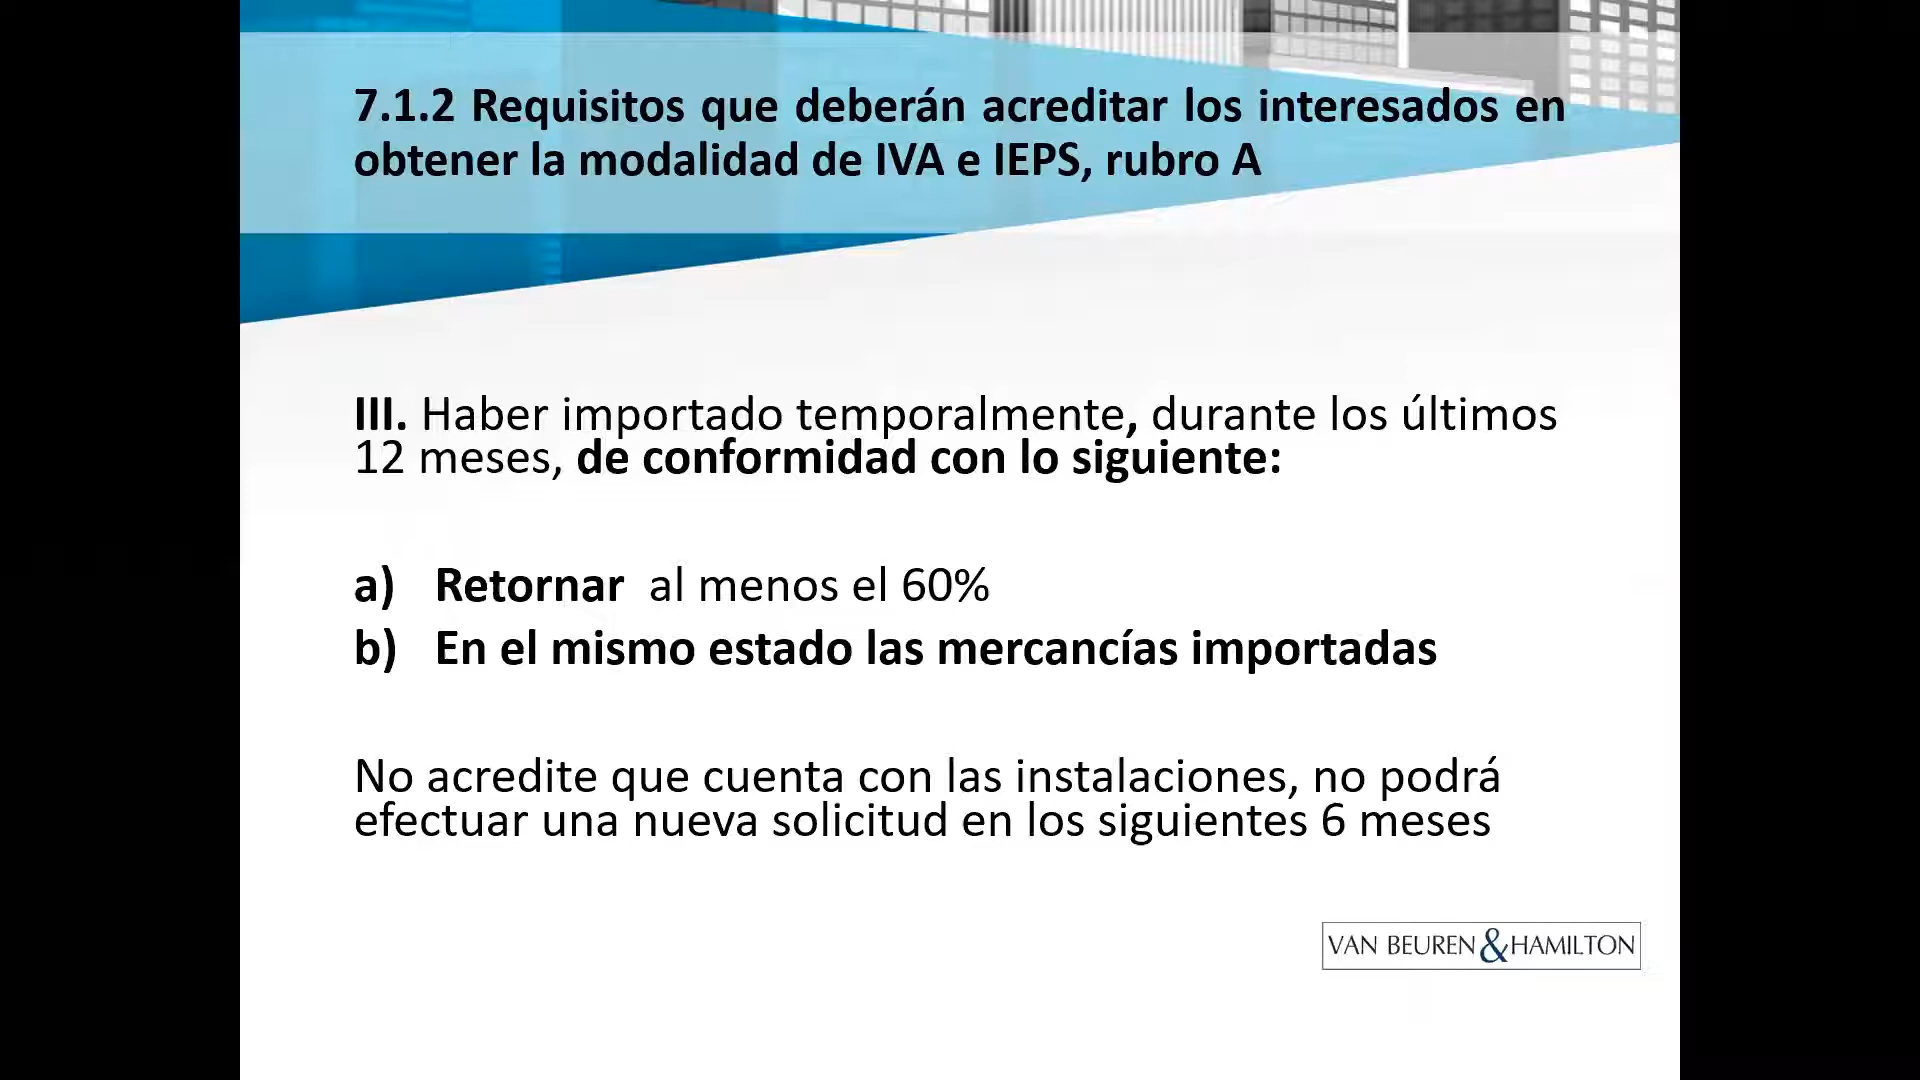 7.1.2 Requisitos que deberán acreditar los interesados en
obtener la modalidad de IVA e IEPS, rubro A
III. Haber importado temporalmente, durante los últimos
12 meses, de conformidad con lo siguiente:
a) Retornar al menos el 60%
b) En el mismo estado las mercancías importadas
No acredite que cuenta con las instalaciones, no podrá
efectuar una nueva solicitud en los siguientes 6 meses
VAN BEUREN & HAMILTON